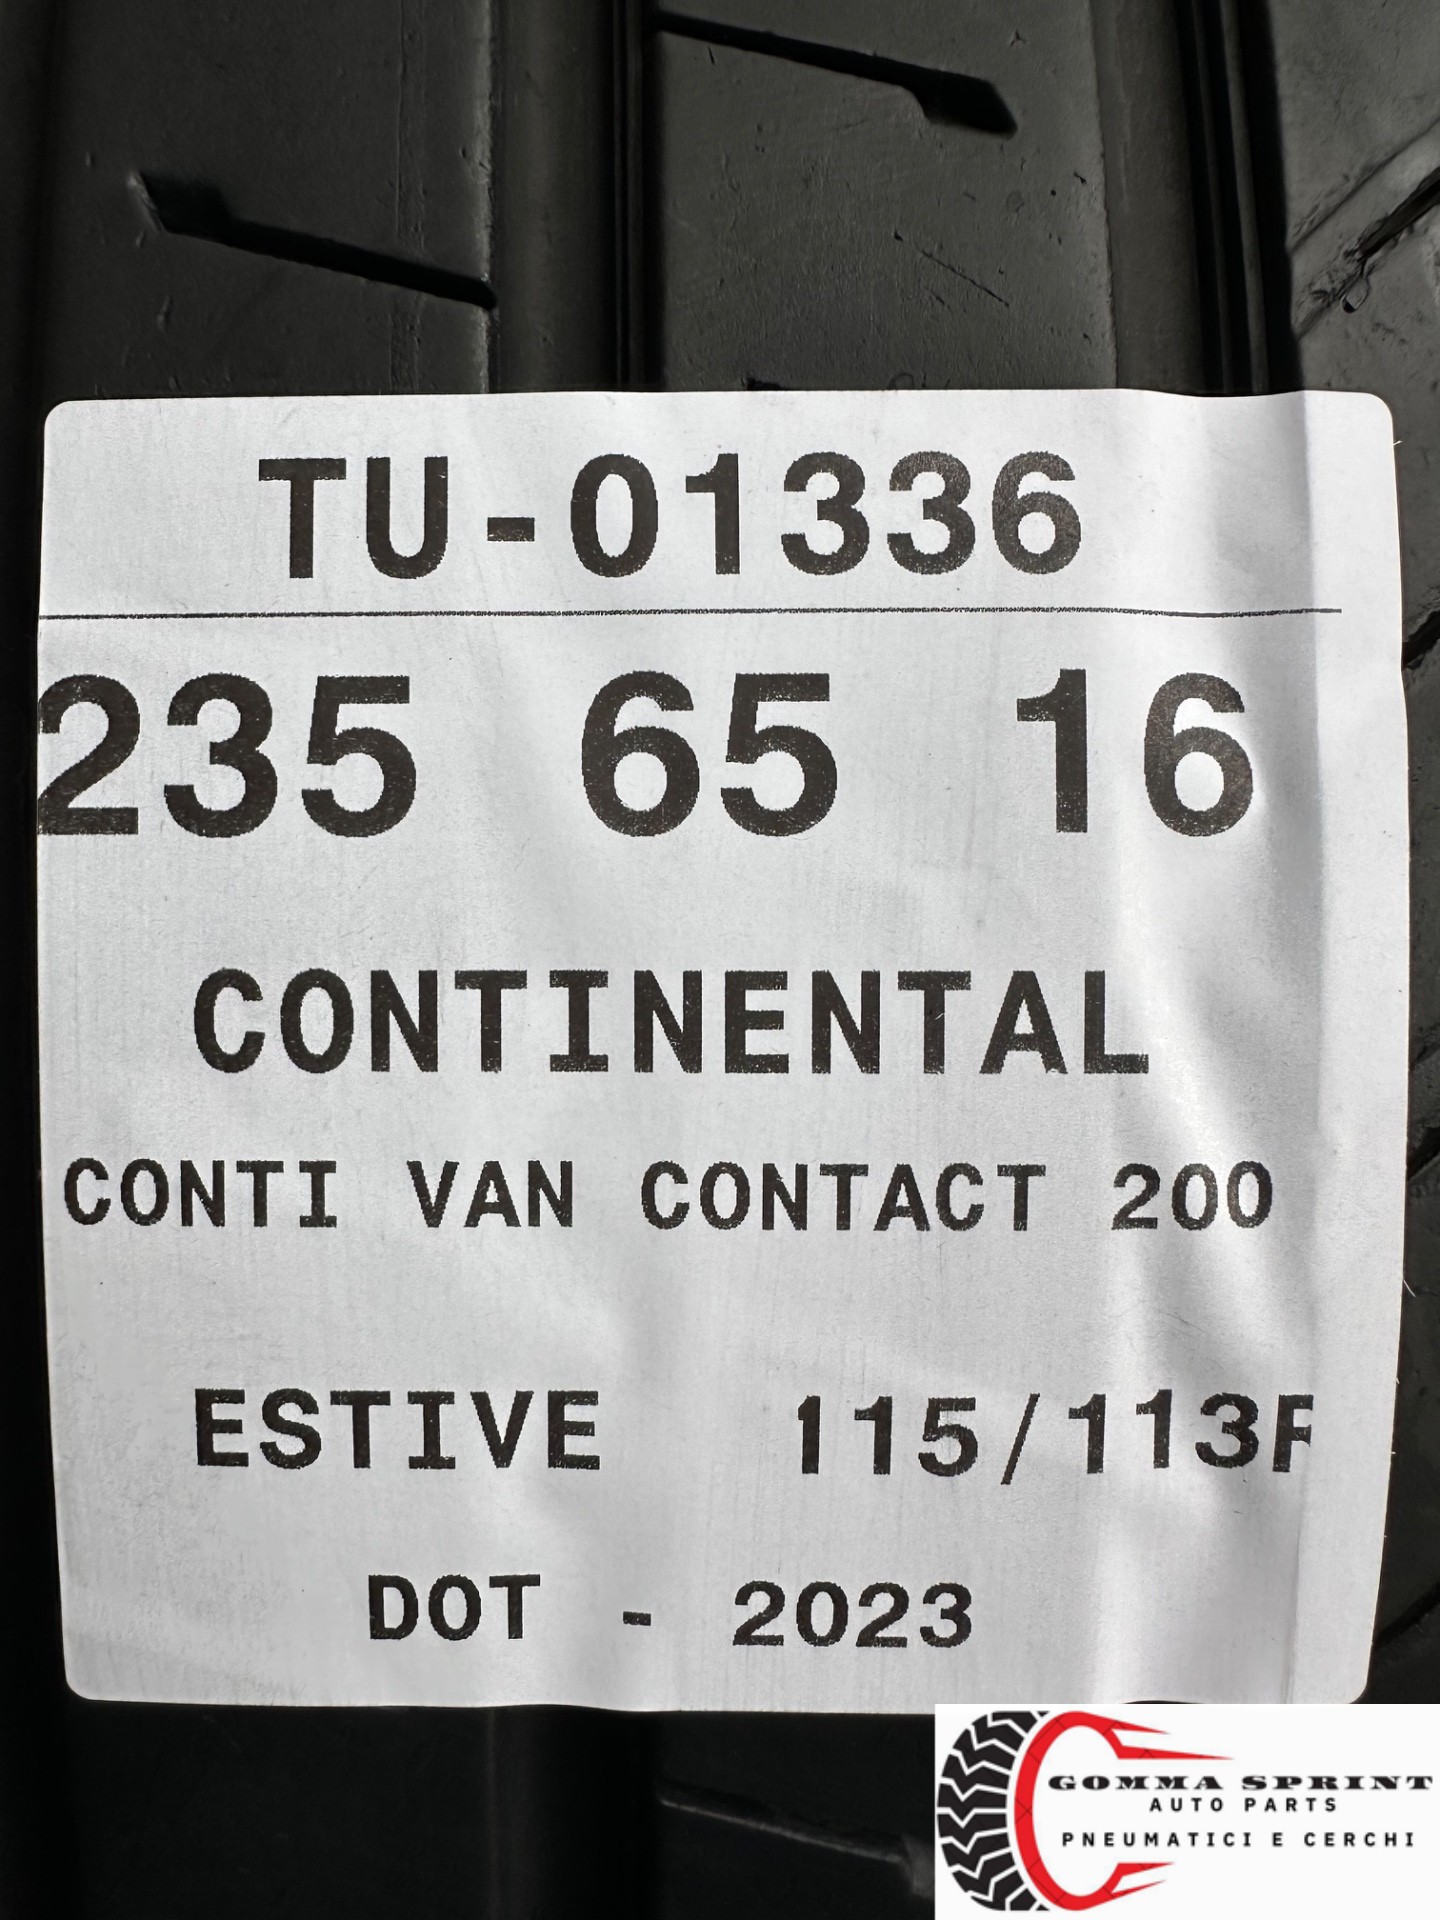 TU-01336
235 65 16
CONTINENTAL
CONTI VAN CONTACT 200
ESTIVE 115/113R
DOT - 2023
GOMMA SPRINT
AUTO PARTS
PNEUMATICI E CERCHI